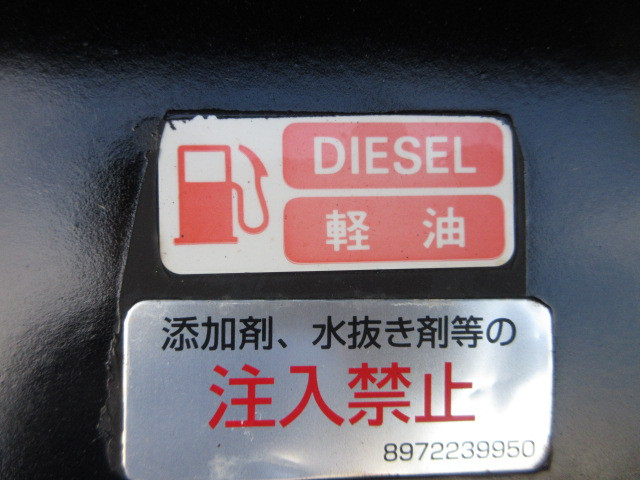 DIESEL
軽油
添加剤、水抜き剤等の
注入禁止
8972239950